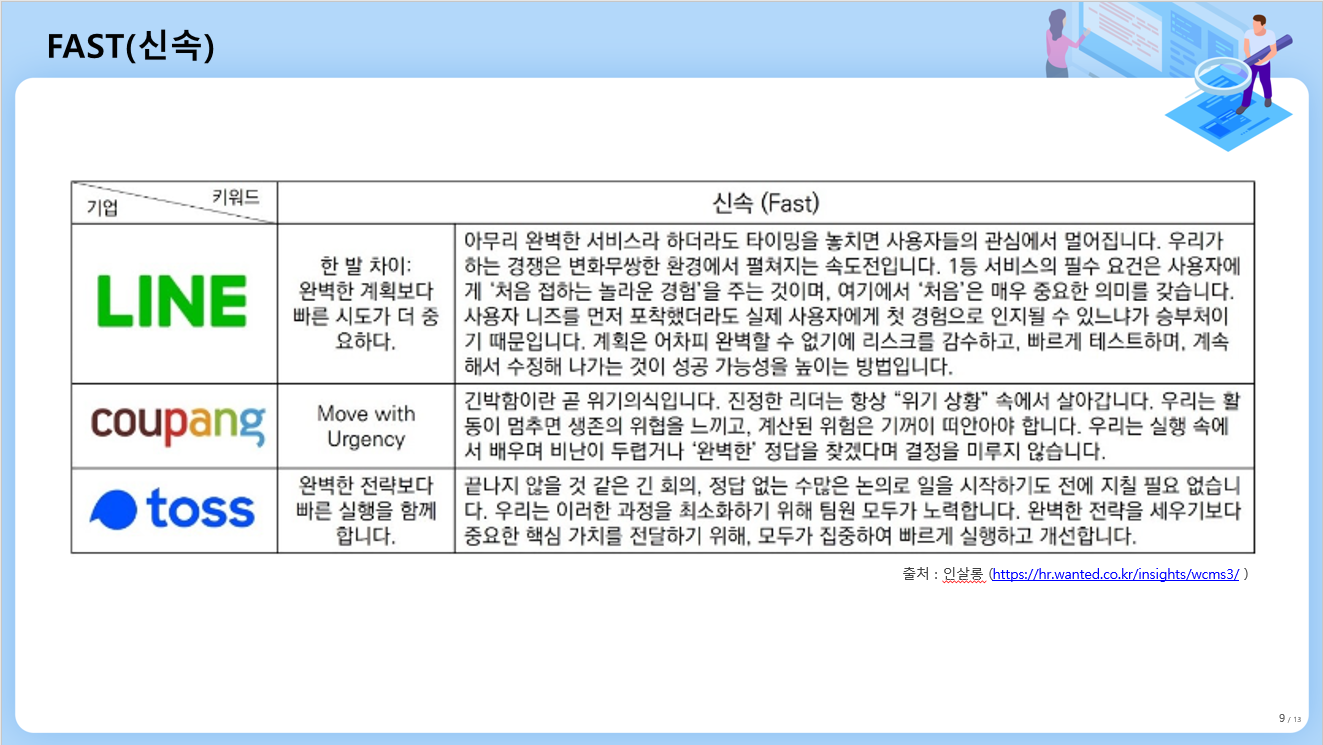 FAST(신속)
키워드
기업
신속 (Fast)
LINE
한 발 차이:
완벽한 계획보다
빠른 시도가 더 중
요하다.
아무리 완벽한 서비스라 하더라도 타이밍을 놓치면 사용자들의 관심에서 멀어집니다. 우리가
하는 경쟁은 변화무쌍한 환경에서 펼쳐지는 속도전입니다. 1등 서비스의 필수 요건은 사용자에
게 ‘처음 접하는 놀라운 경험’을 주는 것이며, 여기에서 ‘처음’은 매우 중요한 의미를 갖습니다.
사용자 니즈를 먼저 포착했더라도 실제 사용자에게 첫 경험으로 인지될 수 있느냐가 승부처이
기 때문입니다. 계획은 어차피 완벽할 수 없기에 리스크를 감수하고, 빠르게 테스트하며, 계속
해서 수정해 나가는 것이 성공 가능성을 높이는 방법입니다.
coupang
Move with
Urgency
긴박함이란 곧 위기의식입니다. 진정한 리더는 항상 “위기 상황” 속에서 살아갑니다. 우리는 활
동이 멈추면 생존의 위협을 느끼고, 계산된 위험은 기꺼이 떠안아야 합니다. 우리는 실행 속에
서 배우며 비난이 두렵거나 ‘완벽한’ 정답을 찾겠다며 결정을 미루지 않습니다.
toss
완벽한 전략보다
빠른 실행을 함께
합니다.
끝나지 않을 것 같은 긴 회의, 정답 없는 수많은 논의로 일을 시작하기도 전에 지칠 필요 없습니
다. 우리는 이러한 과정을 최소화하기 위해 팀원 모두가 노력합니다. 완벽한 전략을 세우기보다
중요한 핵심 가치를 전달하기 위해, 모두가 집중하여 빠르게 실행하고 개선합니다.
출처 : 인살롱 (https://hr.wanted.co.kr/insights/wcms3/ )
9 / 13